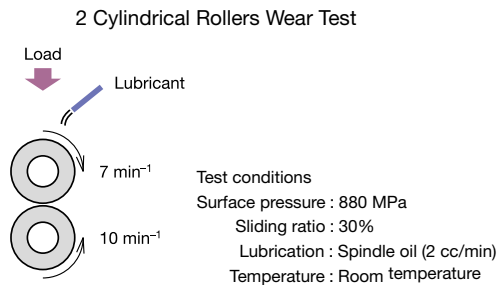 2 Cylindrical Rollers Wear Test
Load
Lubricant
7 min⁻¹
10 min⁻¹
Test conditions
Surface pressure : 880 MPa
Sliding ratio : 30%
Lubrication : Spindle oil (2 cc/min)
Temperature : Room temperature